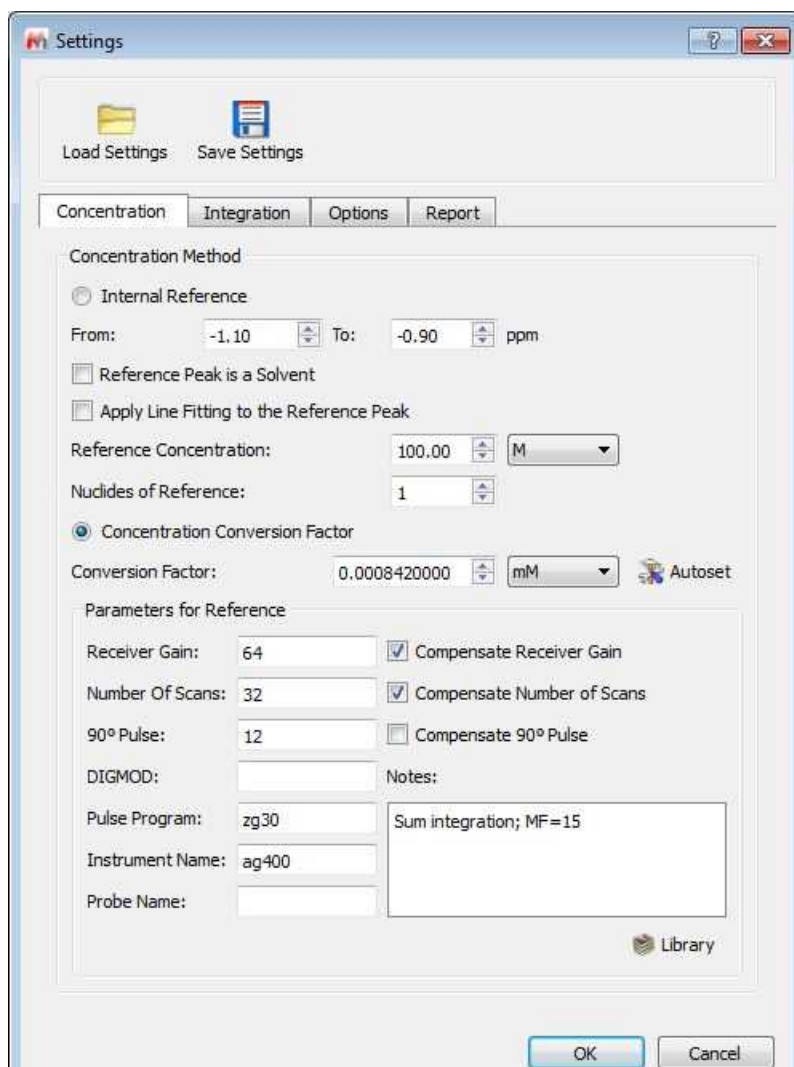 Settings
Load Settings Save Settings
Concentration Integration Options Report
Concentration Method
Internal Reference
From: -1.10 To: -0.90 ppm
Reference Peak is a Solvent
Apply Line Fitting to the Reference Peak
Reference Concentration: 100.00 M
Nuclides of Reference: 1
Concentration Conversion Factor
Conversion Factor: 0.0008420000 mM Autoset
Parameters for Reference
Receiver Gain: 64 Compensate Receiver Gain
Number Of Scans: 32 Compensate Number of Scans
90º Pulse: 12 Compensate 90º Pulse
DIGMOD: Notes:
Pulse Program: zg30 Sum integration; MF=15
Instrument Name: ag400
Probe Name:
Library
OK Cancel